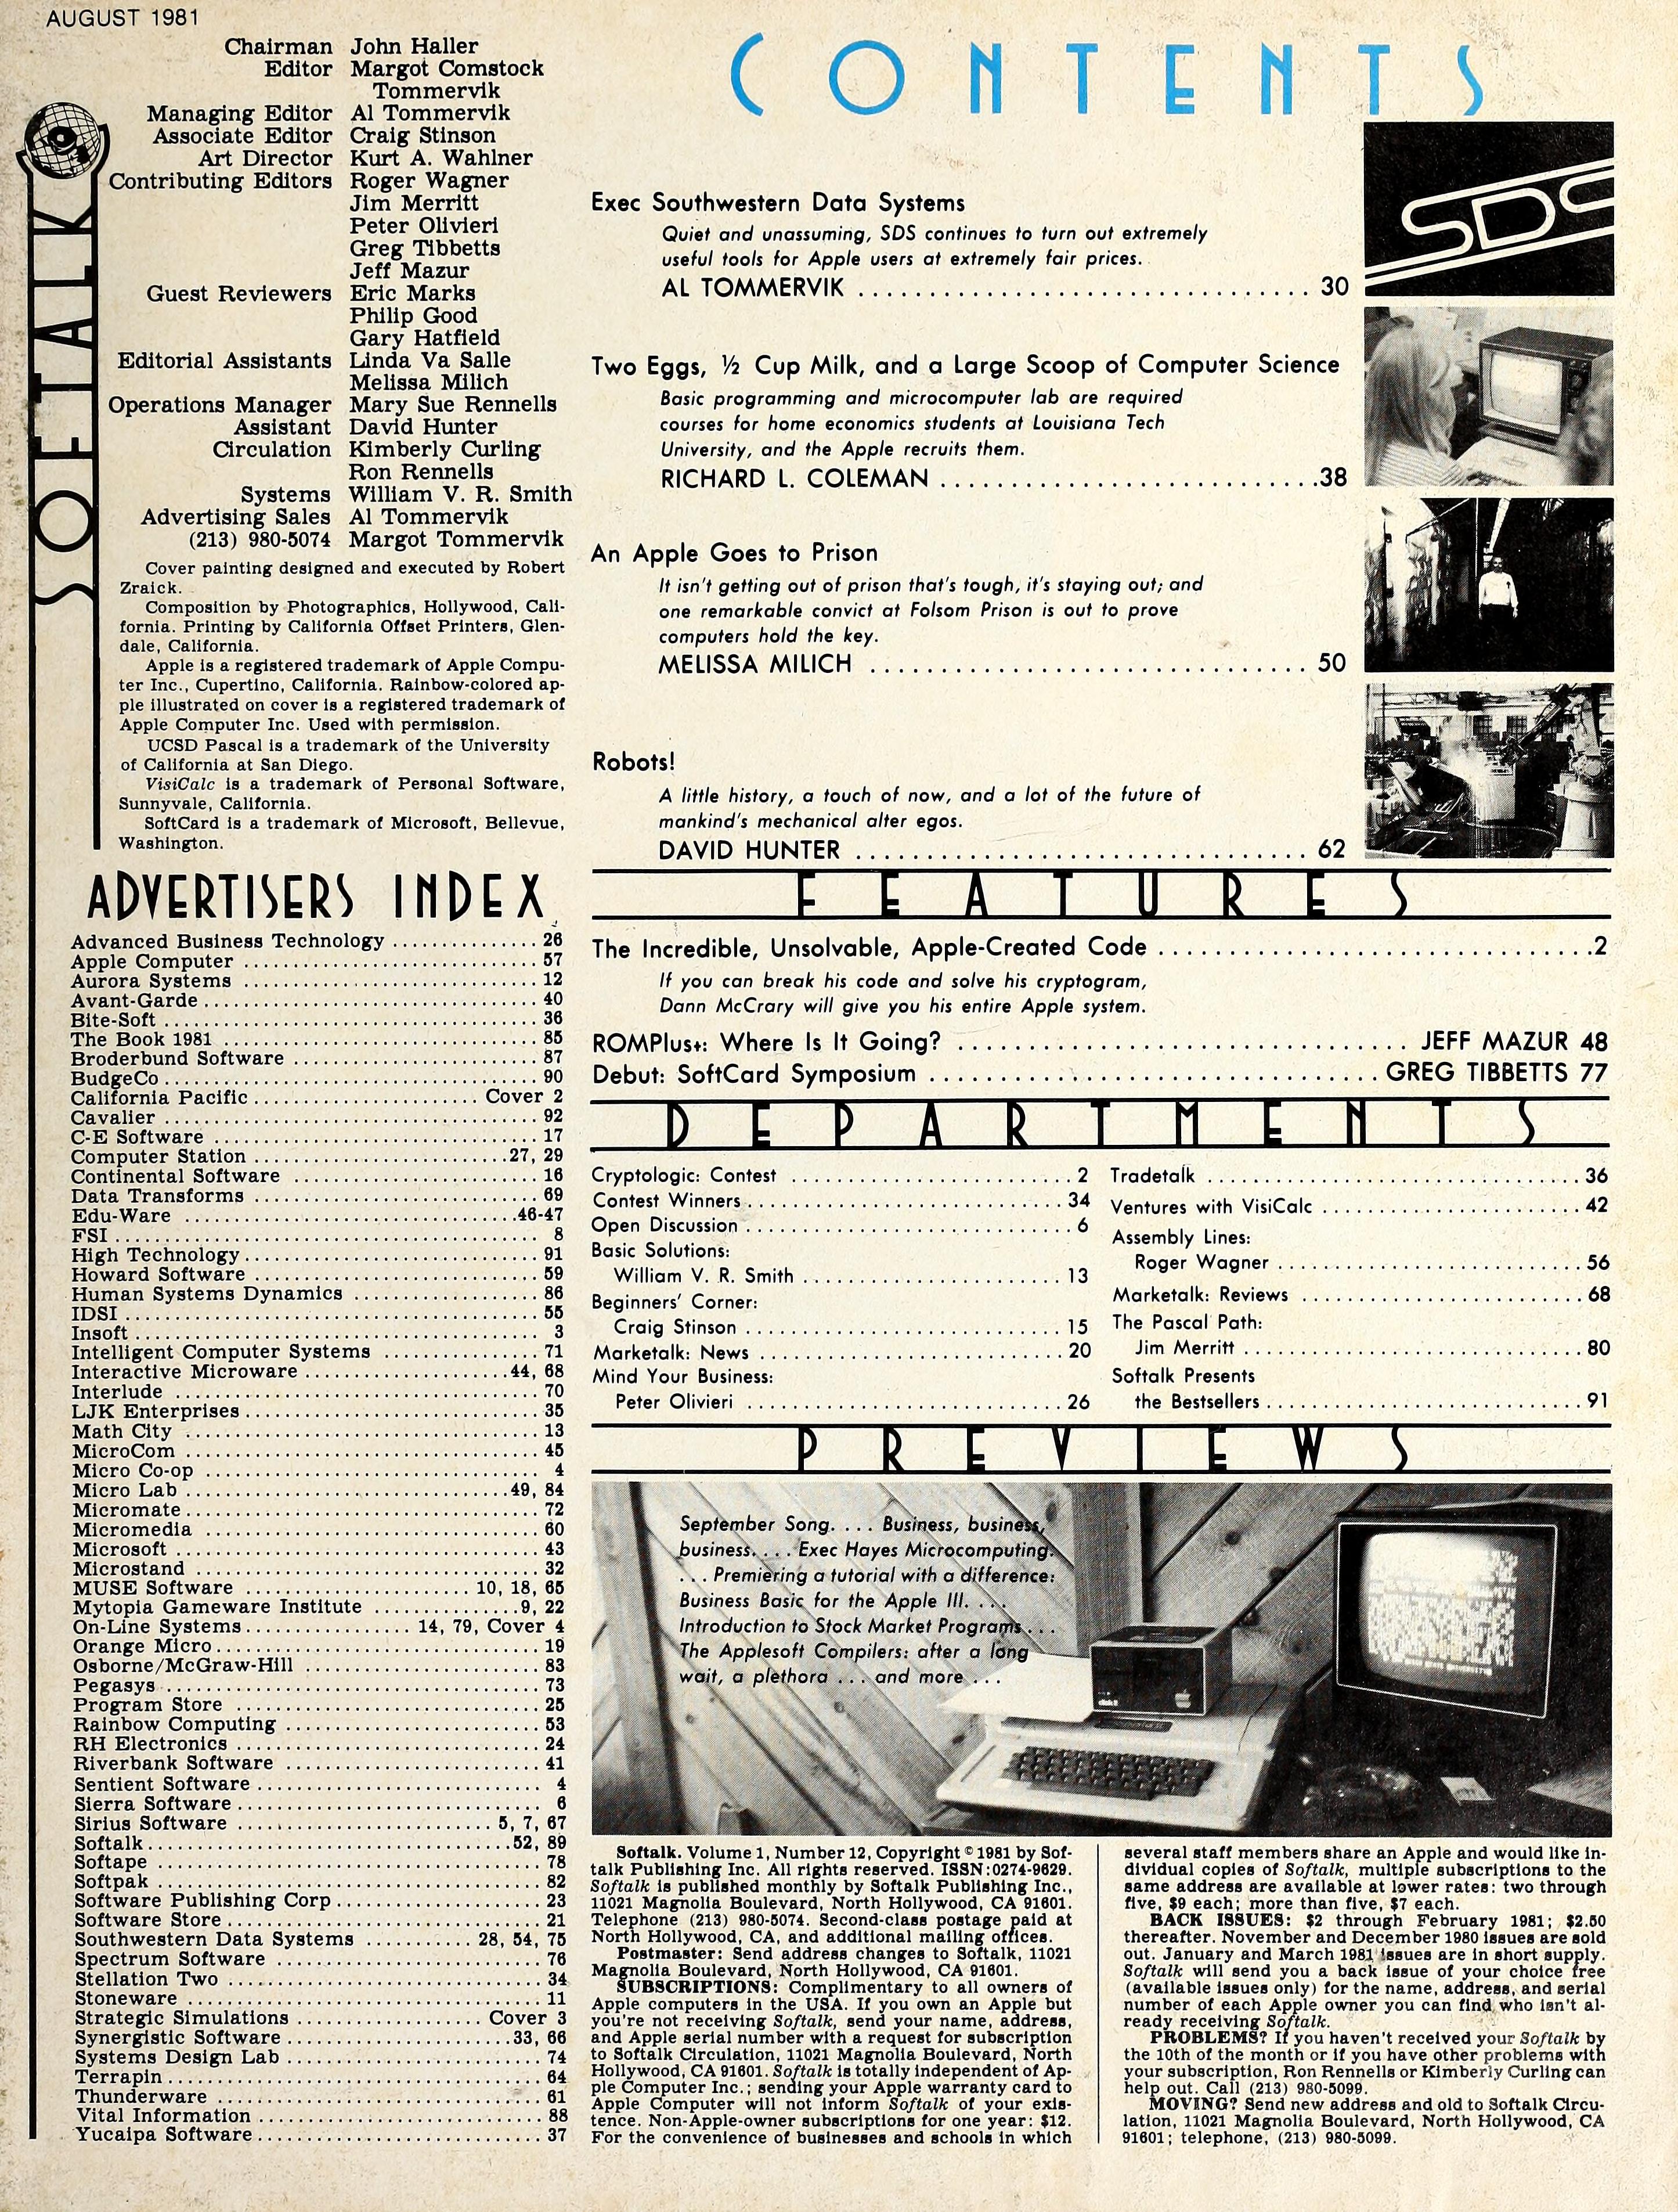 AUGUST 1981
SOFTALK
Chairman John Haller
Editor Margot Comstock
Tommervik
Managing Editor Al Tommervik
Associate Editor Craig Stinson
Art Director Kurt A. Wahlner
Contributing Editors Roger Wagner
Jim Merritt
Peter Olivieri
Greg Tibbetts
Jeff Mazur
Guest Reviewers Eric Marks
Philip Good
Gary Hatfield
Editorial Assistants Linda Va Salle
Melissa Milich
Operations Manager Mary Sue Rennells
Assistant David Hunter
Circulation Kimberly Curling
Ron Rennells
Systems William V. R. Smith
Advertising Sales Al Tommervik
(213) 980-5074 Margot Tommervik
Cover painting designed and executed by Robert
Zraick.
Composition by Photographics, Hollywood, Cali-
fornia. Printing by California Offset Printers, Glen-
dale, California.
Apple is a registered trademark of Apple Compu-
ter Inc., Cupertino, California. Rainbow-colored ap-
ple illustrated on cover is a registered trademark of
Apple Computer Inc. Used with permission.
UCSD Pascal is a trademark of the University
of California at San Diego.
VisiCalc is a trademark of Personal Software,
Sunnyvale, California.
SoftCard is a trademark of Microsoft, Bellevue,
Washington.
ADVERTISERS INDEX
Advanced Business Technology ............... 26
Apple Computer .............................. 57
Aurora Systems .............................. 12
Avant-Garde ................................. 40
Bite-Soft ................................... 36
The Book 1981 ............................... 85
Broderbund Software ......................... 87
BudgeCo ..................................... 90
California Pacific ....................... Cover 2
Cavalier .................................... 92
C-E Software ................................ 17
Computer Station ......................... 27, 29
Continental Software ........................ 16
Data Transforms ............................. 69
Edu-Ware ................................. 46-47
FSI ......................................... 8
High Technology ............................. 91
Howard Software ............................. 59
Human Systems Dynamics ...................... 86
IDSI ........................................ 55
Insoft ...................................... 3
Intelligent Computer Systems ................ 71
Interactive Microware .................... 44, 68
Interlude ................................... 70
LJK Enterprises ............................. 35
Math City ................................... 13
MicroCom .................................... 45
Micro Co-op ................................. 4
Micro Lab ................................ 49, 84
Micromate ................................... 72
Micromedia .................................. 60
Microsoft ................................... 43
Microstand .................................. 32
MUSE Software ........................ 10, 18, 65
Mytopia Gameware Institute ............... 9, 22
On-Line Systems ................. 14, 79, Cover 4
Orange Micro ................................ 19
Osborne/McGraw-Hill ......................... 83
Pegasys ..................................... 73
Program Store ............................... 25
Rainbow Computing ........................... 53
RH Electronics .............................. 24
Riverbank Software .......................... 41
Sentient Software ........................... 4
Sierra Software ............................. 6
Sirius Software ......................... 5, 7, 67
Softalk .................................. 52, 89
Softape ..................................... 78
Softpak ..................................... 82
Software Publishing Corp .................... 23
Software Store .............................. 21
Southwestern Data Systems ........... 28, 54, 75
Spectrum Software ........................... 76
Stellation Two .............................. 34
Stoneware ................................... 11
Strategic Simulations .................... Cover 3
Synergistic Software ..................... 33, 66
Systems Design Lab .......................... 74
Terrapin .................................... 64
Thunderware ................................. 61
Vital Information ........................... 88
Yucaipa Software ............................ 37
CONTENTS
SDS
Exec Southwestern Data Systems
Quiet and unassuming, SDS continues to turn out extremely
useful tools for Apple users at extremely fair prices.
AL TOMMERVIK ................................ 30
Two Eggs, ½ Cup Milk, and a Large Scoop of Computer Science
Basic programming and microcomputer lab are required
courses for home economics students at Louisiana Tech
University, and the Apple recruits them.
RICHARD L. COLEMAN ........................... 38
An Apple Goes to Prison
It isn't getting out of prison that's tough, it's staying out; and
one remarkable convict at Folsom Prison is out to prove
computers hold the key.
MELISSA MILICH ............................... 50
Robots!
A little history, a touch of now, and a lot of the future of
mankind's mechanical alter egos.
DAVID HUNTER ................................ 62
FEATURES
The Incredible, Unsolvable, Apple-Created Code ............................... 2
If you can break his code and solve his cryptogram,
Dann McCrary will give you his entire Apple system.
ROMPlus+: Where Is It Going? ................................ JEFF MAZUR 48
Debut: SoftCard Symposium ................................ GREG TIBBETTS 77
DEPARTMENTS
Cryptologic: Contest ..................... 2
Contest Winners ......................... 34
Open Discussion ......................... 6
Basic Solutions:
William V. R. Smith ................... 13
Beginners' Corner:
Craig Stinson ......................... 15
Marketalk: News ......................... 20
Mind Your Business:
Peter Olivieri ........................ 26
Tradetalk ............................... 36
Ventures with VisiCalc .................. 42
Assembly Lines:
Roger Wagner .......................... 56
Marketalk: Reviews ...................... 68
The Pascal Path:
Jim Merritt ........................... 80
Softalk Presents
the Bestsellers ....................... 91
PREVIEWS
September Song. . . . Business, business,
business. . . . Exec Hayes Microcomputing.
. . . Premiering a tutorial with a difference:
Business Basic for the Apple III. . . .
Introduction to Stock Market Programs . . .
The Applesoft Compilers: after a long
wait, a plethora . . . and more . . .
Softalk. Volume 1, Number 12, Copyright © 1981 by Sof-
talk Publishing Inc. All rights reserved. ISSN:0274-9629.
Softalk is published monthly by Softalk Publishing Inc.,
11021 Magnolia Boulevard, North Hollywood, CA 91601.
Telephone (213) 980-5074. Second-class postage paid at
North Hollywood, CA, and additional mailing offices.
Postmaster: Send address changes to Softalk, 11021
Magnolia Boulevard, North Hollywood, CA 91601.
SUBSCRIPTIONS: Complimentary to all owners of
Apple computers in the USA. If you own an Apple but
you're not receiving Softalk, send your name, address,
and Apple serial number with a request for subscription
to Softalk Circulation, 11021 Magnolia Boulevard, North
Hollywood, CA 91601. Softalk is totally independent of Ap-
ple Computer Inc.; sending your Apple warranty card to
Apple Computer will not inform Softalk of your exis-
tence. Non-Apple-owner subscriptions for one year: $12.
For the convenience of businesses and schools in which
several staff members share an Apple and would like in-
dividual copies of Softalk, multiple subscriptions to the
same address are available at lower rates: two through
five, $9 each; more than five, $7 each.
BACK ISSUES: $2 through February 1981; $2.50
thereafter. November and December 1980 issues are sold
out. January and March 1981 issues are in short supply.
Softalk will send you a back issue of your choice free
(available issues only) for the name, address, and serial
number of each Apple owner you can find who isn't al-
ready receiving Softalk.
PROBLEMS? If you haven't received your Softalk by
the 10th of the month or if you have other problems with
your subscription, Ron Rennells or Kimberly Curling can
help out. Call (213) 980-5099.
MOVING? Send new address and old to Softalk Circu-
lation, 11021 Magnolia Boulevard, North Hollywood, CA
91601; telephone, (213) 980-5099.